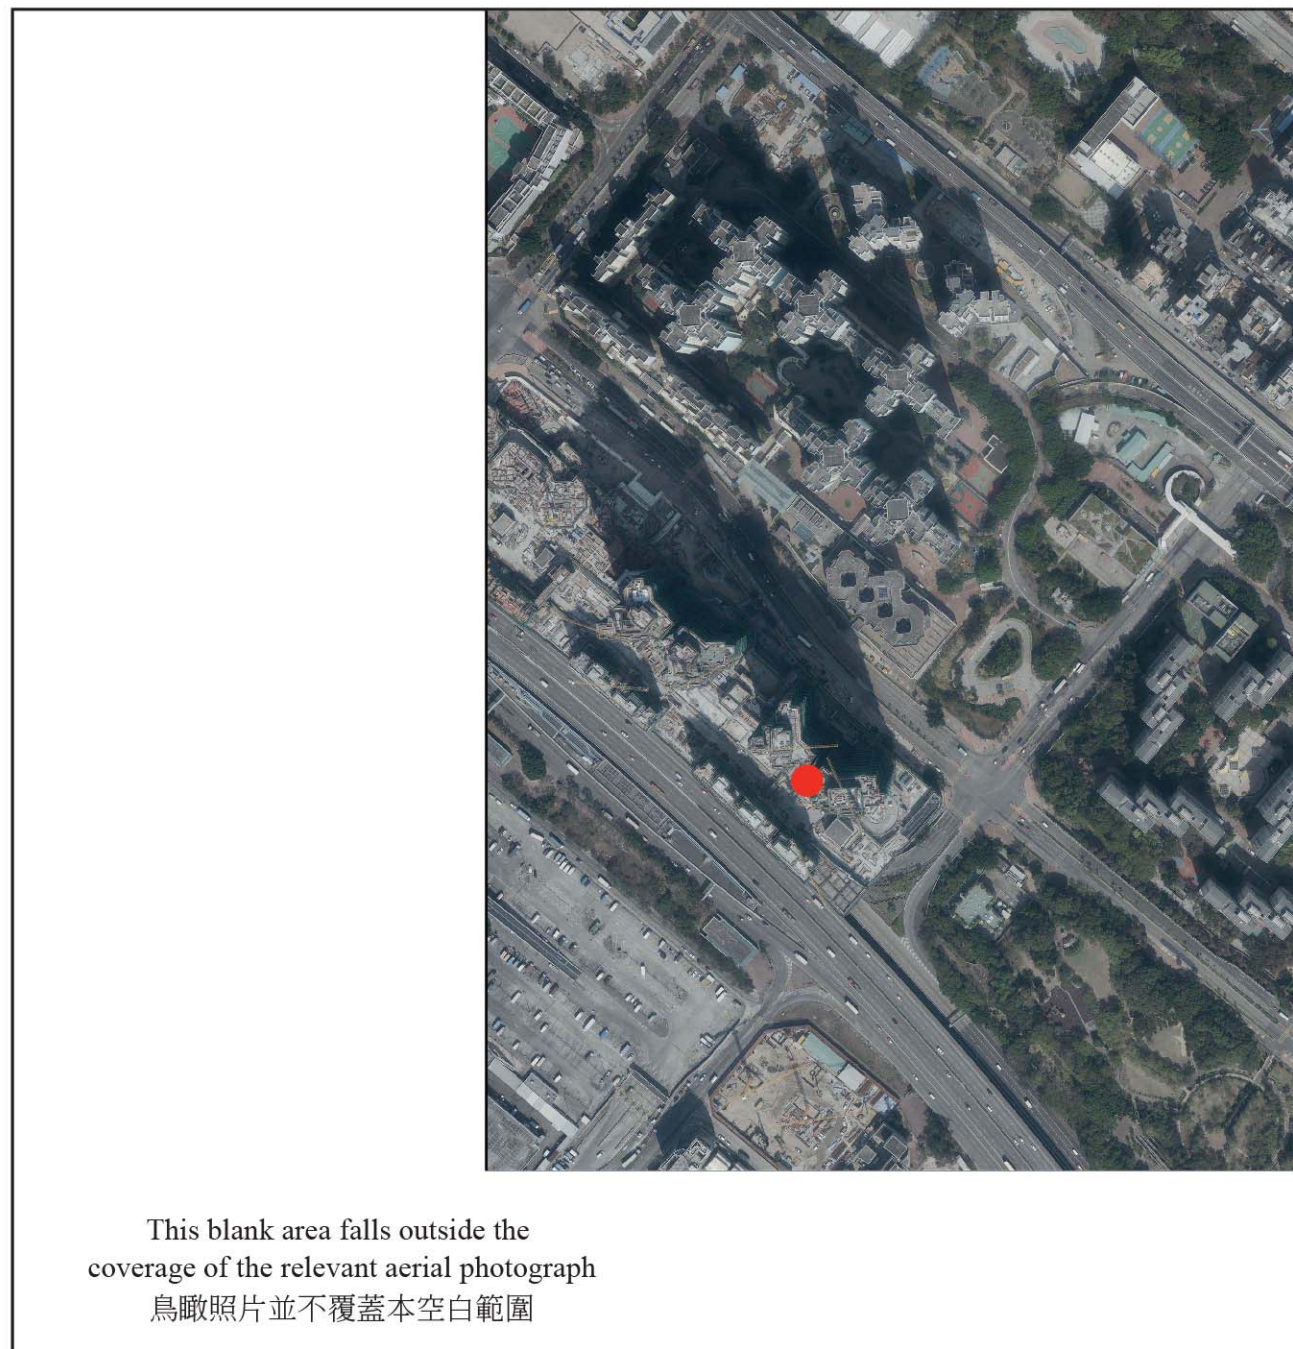 This blank area falls outside the
coverage of the relevant aerial photograph
鳥瞰照片並不覆蓋本空白範圍